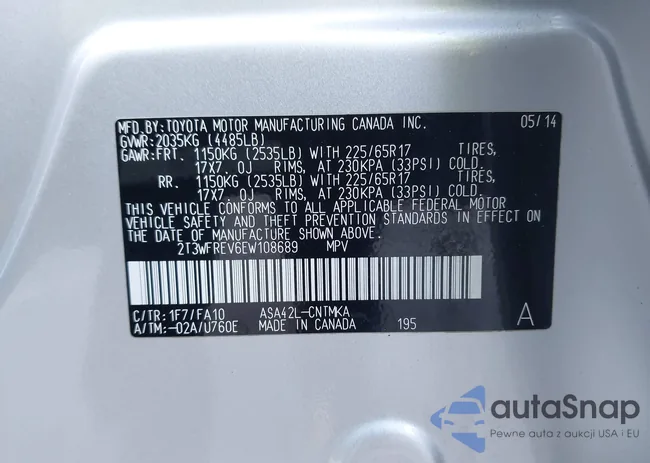 MFD.BY: TOYOTA MOTOR MANUFACTURING CANADA INC. 05/14
GVWR: 2035KG (4485LB)
GAWR: FRT. 1150KG (2535LB) WITH 225/65R17 TIRES,
17X7.0J RIMS, AT 230KPA (33PSI) COLD.
RR. 1150KG (2535LB) WITH 225/65R17 TIRES,
17X7.0J RIMS, AT 230KPA (33PSI) COLD.
THIS VEHICLE CONFORMS TO ALL APPLICABLE FEDERAL MOTOR
VEHICLE SAFETY AND THEFT PREVENTION STANDARDS IN EFFECT ON
THE DATE OF MANUFACTURE SHOWN ABOVE.
2T3WFREV6EW108689 MPV
C/TR: 1F7/FA10 ASA42L-CNTMKA
A/TM: -02A/U760E MADE IN CANADA 195 A
autaSnap
Pewne auta z aukcji USA i EU